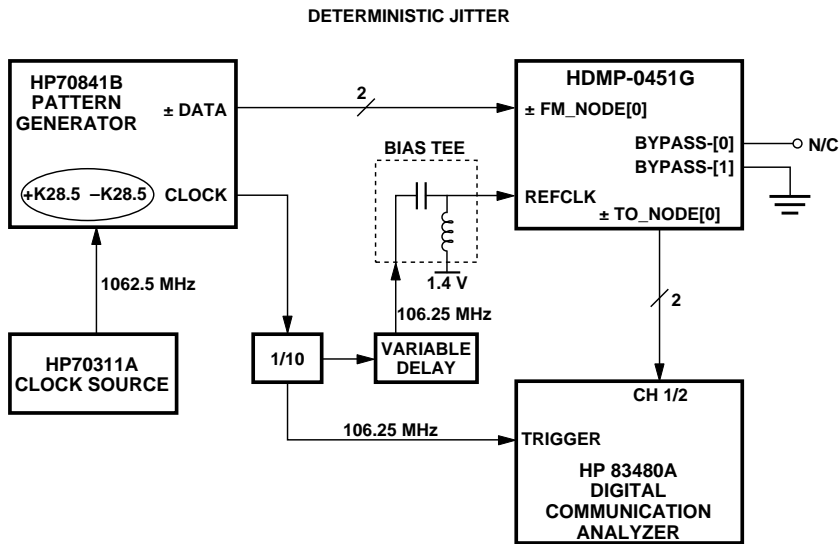 DETERMINISTIC JITTER
HP70841B
PATTERN
GENERATOR
± DATA
+K28.5 –K28.5
CLOCK
2
HDMP-0451G
± FM_NODE[0]
BYPASS-[0]
N/C
BYPASS-[1]
REFCLK
± TO_NODE[0]
BIAS TEE
1.4 V
1062.5 MHz
106.25 MHz
2
HP70311A
CLOCK SOURCE
1/10
VARIABLE
DELAY
106.25 MHz
CH 1/2
TRIGGER
HP 83480A
DIGITAL
COMMUNICATION
ANALYZER